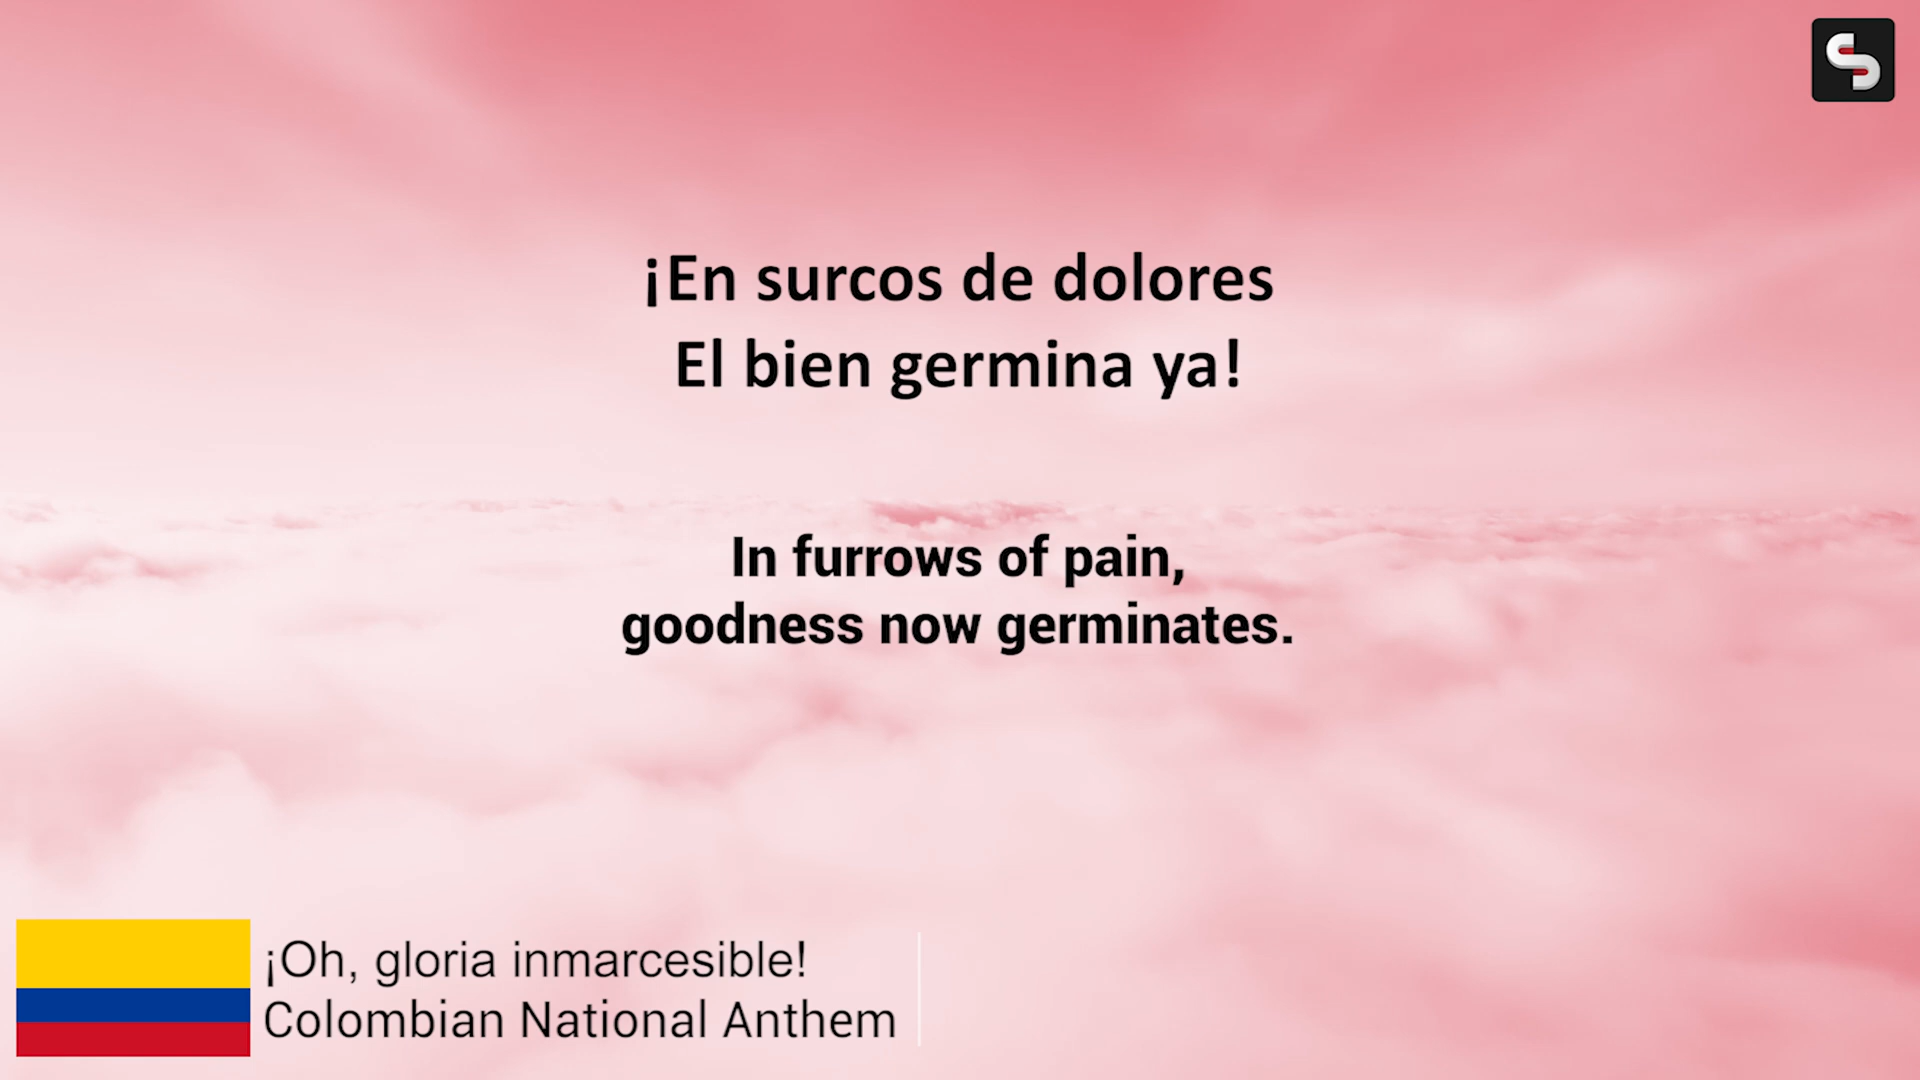 ¡En surcos de dolores
El bien germina ya!
In furrows of pain,
goodness now germinates.
¡Oh, gloria inmarcesible!
Colombian National Anthem